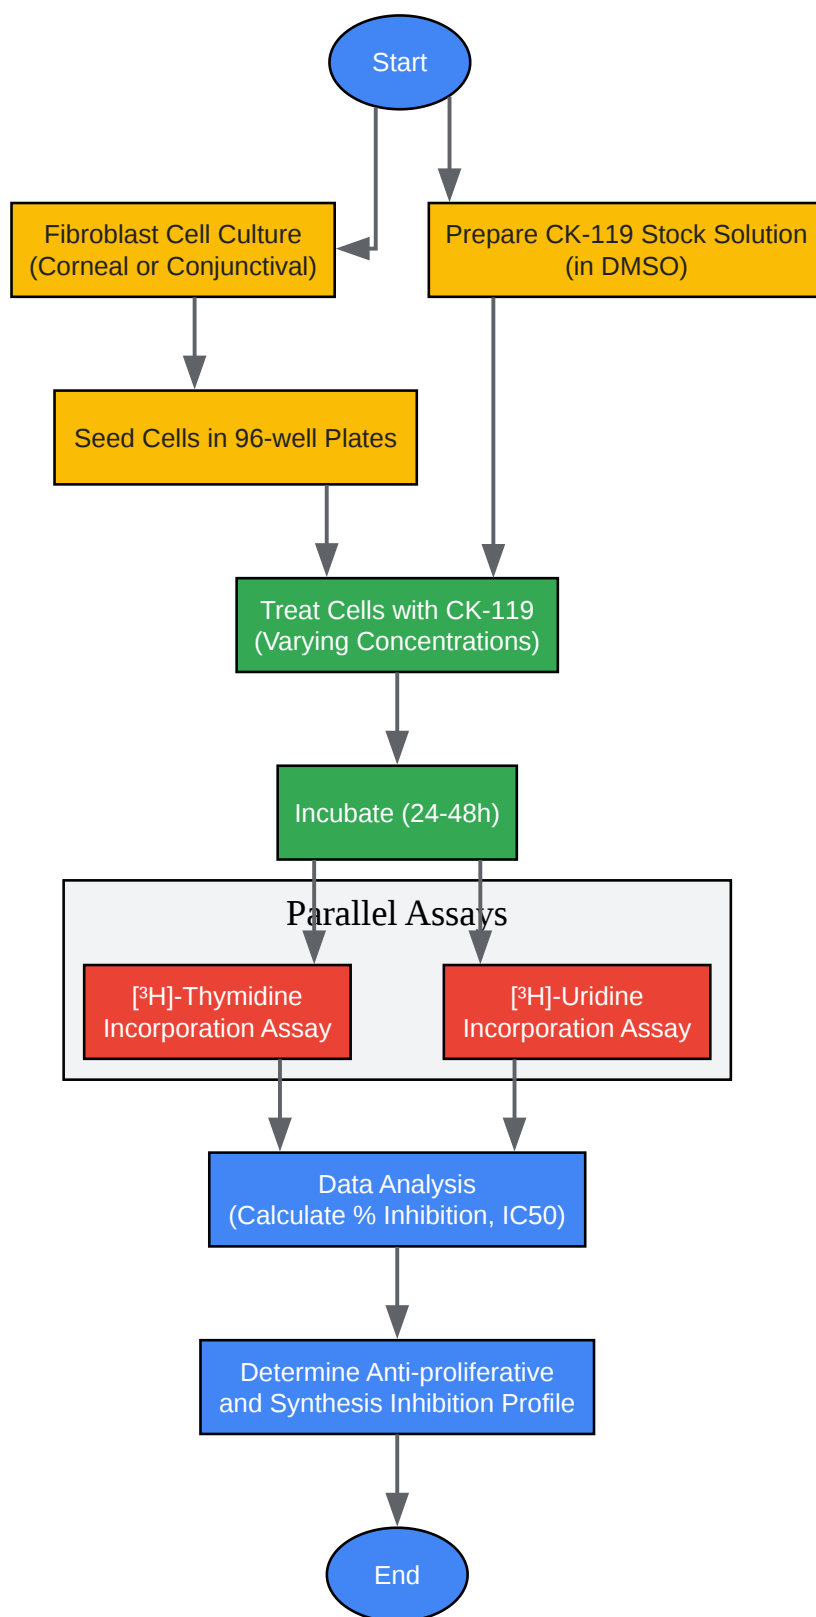 Start
Fibroblast Cell Culture
(Corneal or Conjunctival)
Prepare CK-119 Stock Solution
(in DMSO)
Seed Cells in 96-well Plates
Treat Cells with CK-119
(Varying Concentrations)
Incubate (24-48h)
Parallel Assays
[³H]-Thymidine
Incorporation Assay
[³H]-Uridine
Incorporation Assay
Data Analysis
(Calculate % Inhibition, IC50)
Determine Anti-proliferative
and Synthesis Inhibition Profile
End